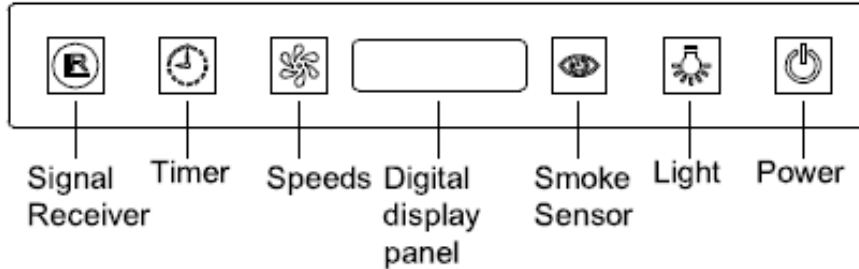 R
Signal
Receiver
Timer
Speeds
Digital
display
panel
Smoke
Sensor
Light
Power